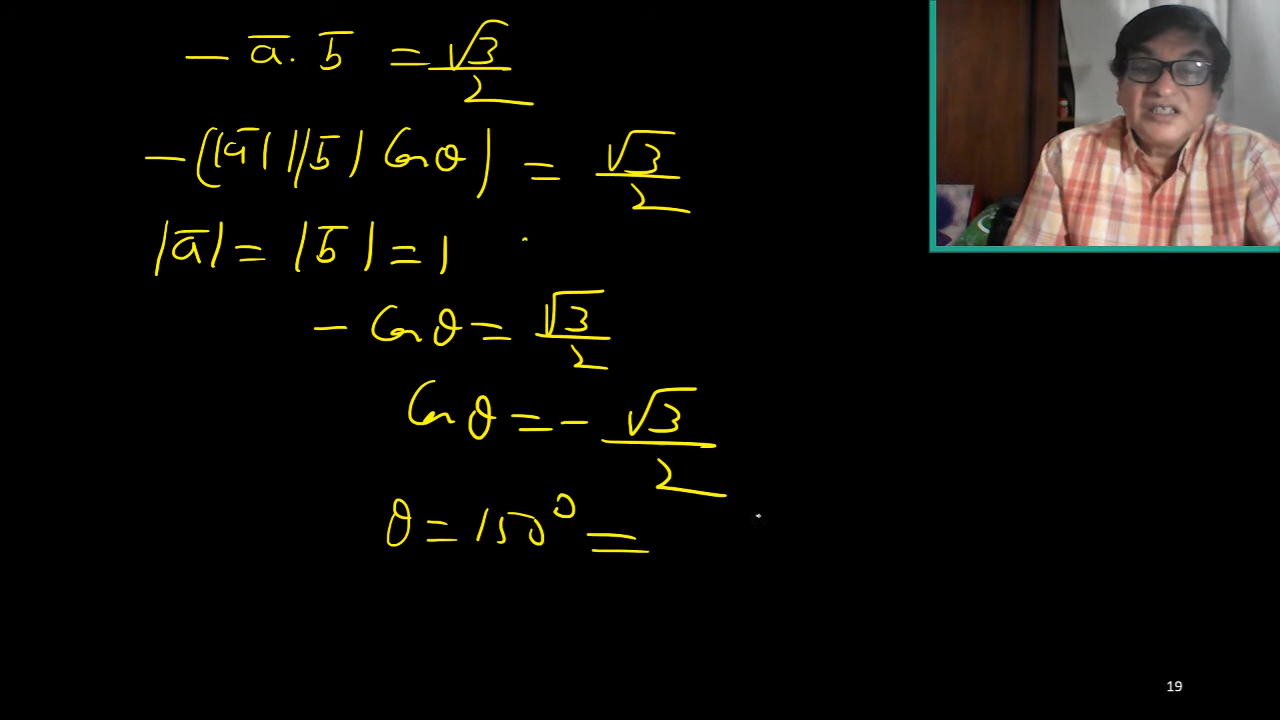 − a̅ . b̅ = √3/2
− (|a̅| |b̅| Cos θ) = √3/2
|a̅| = |b̅| = 1
− Cos θ = √3/2
Cos θ = − √3/2
θ = 150° =
19